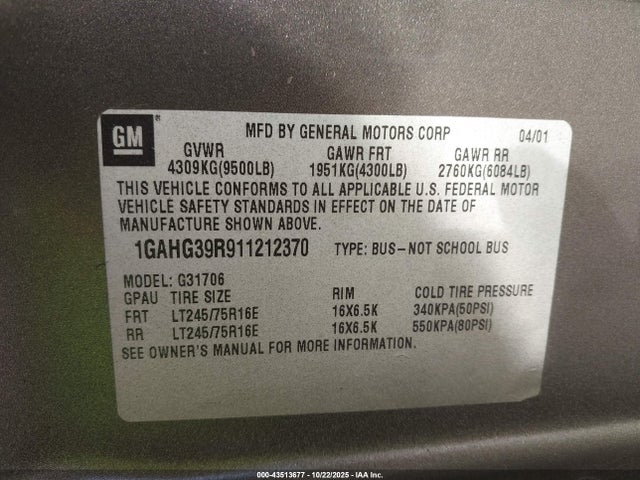 GM
MFD BY GENERAL MOTORS CORP 04/01
GVWR GAWR FRT GAWR RR
4309KG(9500LB) 1951KG(4300LB) 2760KG(6084LB)
THIS VEHICLE CONFORMS TO ALL APPLICABLE U.S. FEDERAL MOTOR
VEHICLE SAFETY STANDARDS IN EFFECT ON THE DATE OF
MANUFACTURE SHOWN ABOVE.
1GAHG39R911212370 TYPE: BUS-NOT SCHOOL BUS
MODEL: G31706
GPAU TIRE SIZE RIM COLD TIRE PRESSURE
FRT LT245/75R16E 16X6.5K 340KPA(50PSI)
RR LT245/75R16E 16X6.5K 550KPA(80PSI)
SEE OWNER'S MANUAL FOR MORE INFORMATION.
000-43513677 - 10/22/2025 - IAA Inc.